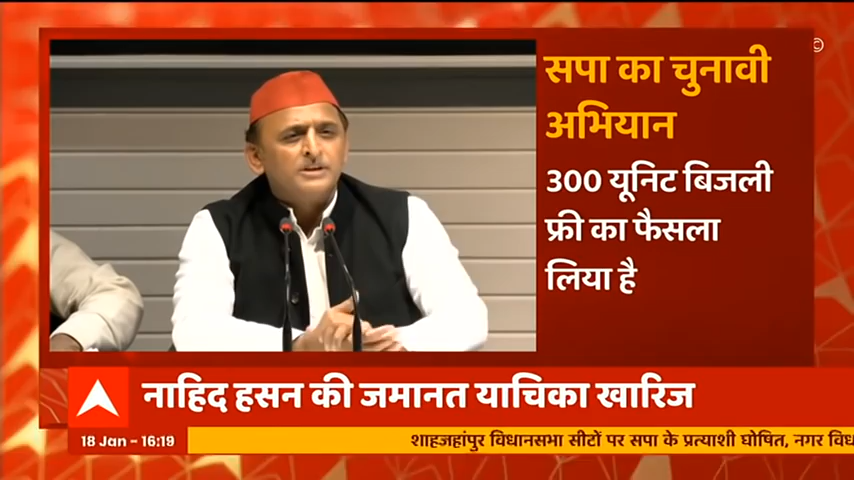 ©
सपा का चुनावी
अभियान
300 यूनिट बिजली
फ्री का फैसला
लिया है
नाहिद हसन की जमानत याचिका खारिज
18 Jan - 16:19
शाहजहांपुर विधानसभा सीटों पर सपा के प्रत्याशी घोषित, नगर विध